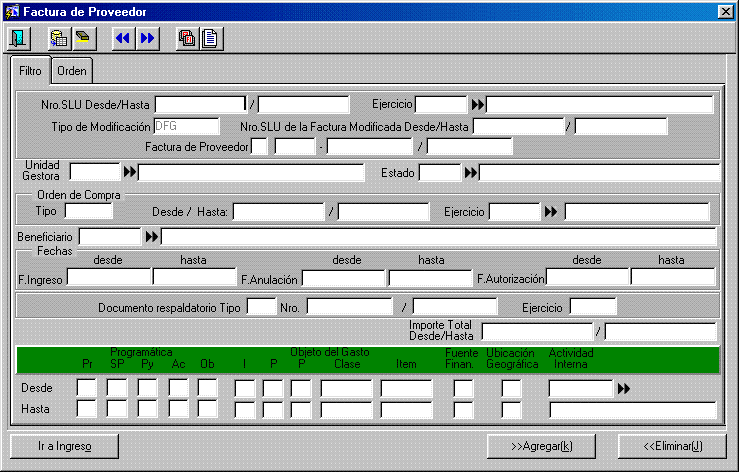 Factura de Proveedor
Filtro Orden
Nro.SLU Desde/Hasta / Ejercicio
Tipo de Modificación DFG Nro.SLU de la Factura Modificada Desde/Hasta /
Factura de Proveedor - /
Unidad
Gestora Estado
Orden de Compra
Tipo Desde / Hasta: / Ejercicio
Beneficiario
Fechas
desde hasta desde hasta desde hasta
F.Ingreso F.Anulación F.Autorización
Documento respaldatorio Tipo Nro. / Ejercicio
Importe Total
Desde/Hasta /
Programática Objeto del Gasto Fuente Ubicación Actividad
Pr SP Py Ac Ob I P P Clase Item Finan. Geográfica Interna
Desde
Hasta
Ir a Ingreso >>Agregar(k) <<Eliminar(J)